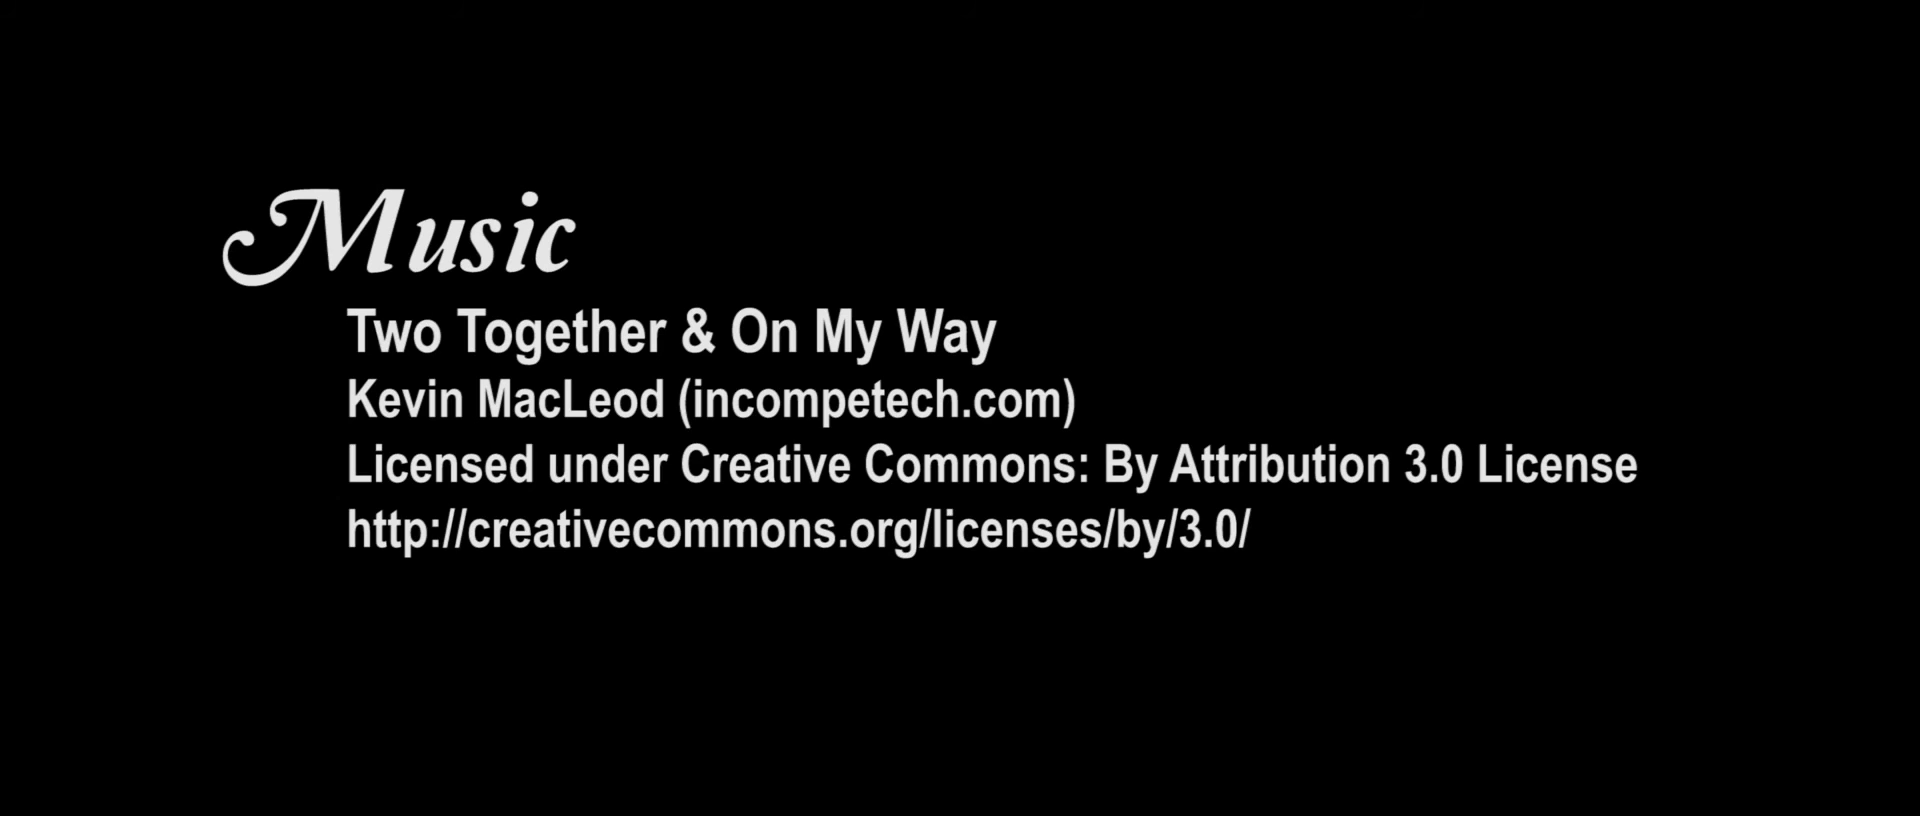 Music
Two Together & On My Way
Kevin MacLeod (incompetech.com)
Licensed under Creative Commons: By Attribution 3.0 License
http://creativecommons.org/licenses/by/3.0/